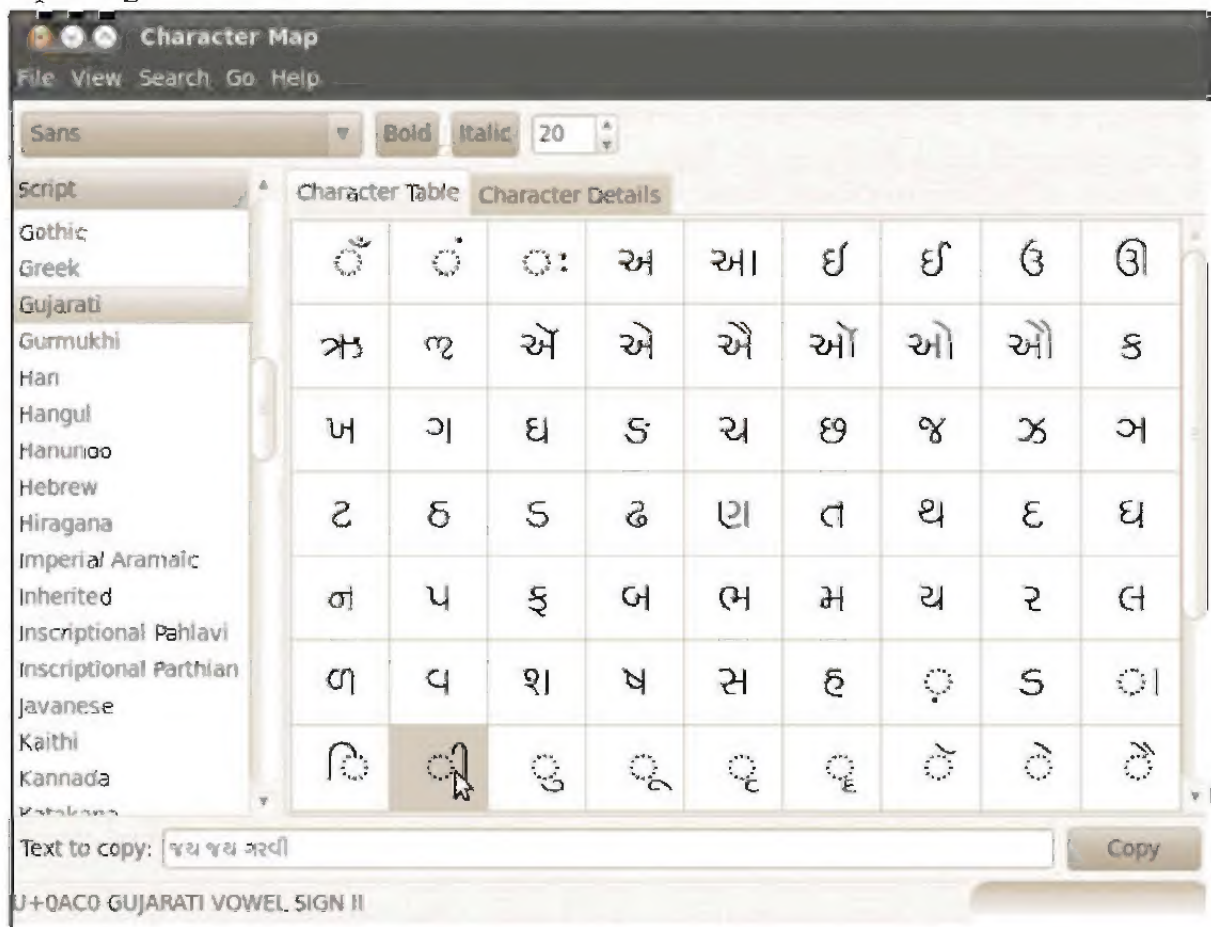 Character Map
File View Search Go Help
Sans Bold Italic 20
Script
Character Table Character Details
Gothic
Greek
Gujarati
Gurmukhi
Han
Hangul
Hanunoo
Hebrew
Hiragana
Imperial Aramaic
Inherited
Inscriptional Pahlavi
Inscriptional Parthian
Javanese
Kaithi
Kannada
Katakana
ઁ ં ઃ અ આ ઇ ઈ ઉ ઊ
ઋ ઌ ઍ એ ઐ ઑ ઓ ઔ ક
ખ ગ ઘ ઙ ચ છ જ ઝ ઞ
ટ ઠ ડ ઢ ણ ત થ દ ધ
ન પ ફ બ ભ મ ય ર લ
ળ વ શ ષ સ હ ઼ ઽ ા
િ ી ુ ૂ ૃ ૄ ૅ ે ૈ
Text to copy: જય જય ગરવી Copy
U+0AC0 GUJARATI VOWEL SIGN II